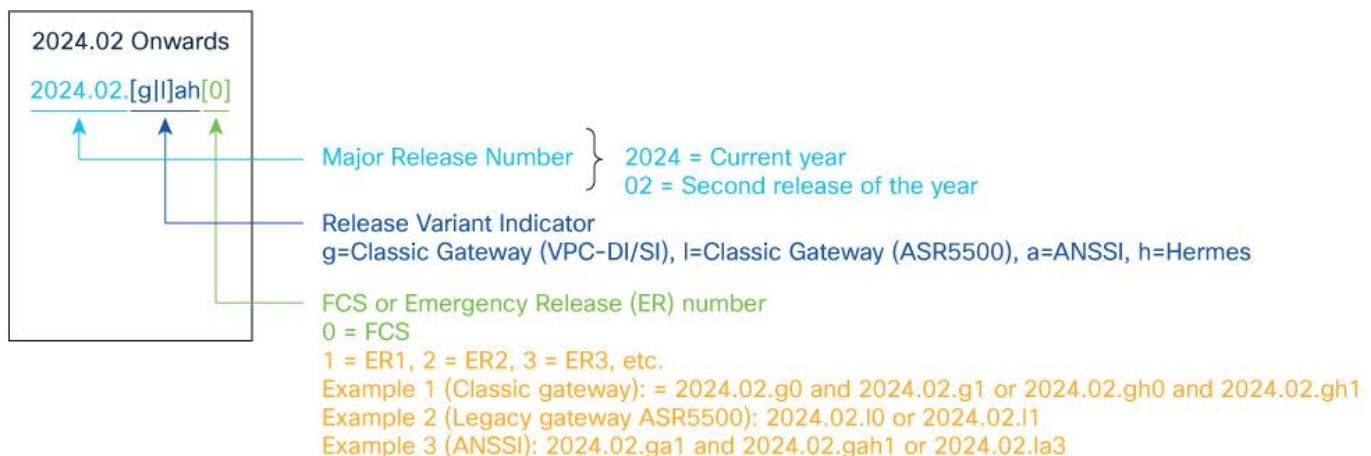 2024.02 Onwards
2024.02.[g|l]ah[0]
Major Release Number } 2024 = Current year
02 = Second release of the year
Release Variant Indicator
g=Classic Gateway (VPC-DI/SI), l=Classic Gateway (ASR5500), a=ANSSI, h=Hermes
FCS or Emergency Release (ER) number
0 = FCS
1 = ER1, 2 = ER2, 3 = ER3, etc.
Example 1 (Classic gateway): = 2024.02.g0 and 2024.02.g1 or 2024.02.gh0 and 2024.02.gh1
Example 2 (Legacy gateway ASR5500): 2024.02.l0 or 2024.02.l1
Example 3 (ANSSI): 2024.02.ga1 and 2024.02.gah1 or 2024.02.la3